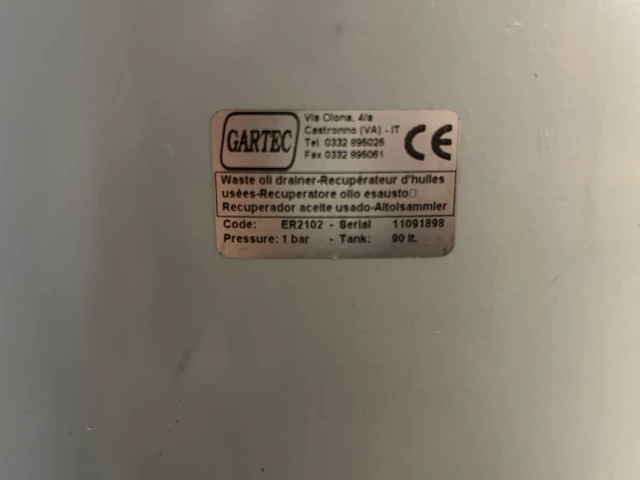 GARTEC
Via Olona, 4/a
Castronno (VA) - IT
Tel 0332 896026
Fax 0332 896061
CE
Waste oil drainer-Recupérateur d'huiles
usées-Recuperatore olio esausto▯
Recuperador aceite usado-Altolsammler
Code: ER2102 - Serial 11091898
Pressure: 1 bar - Tank: 90 lt.